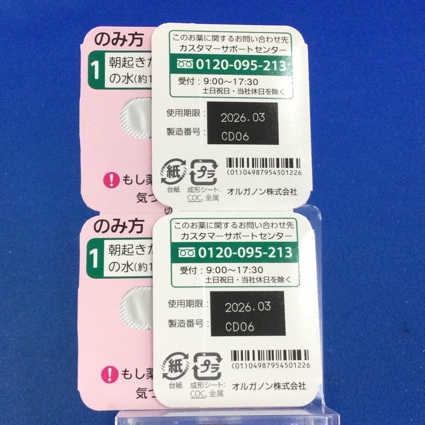 のみ方
1 朝起きた
の水(約1
!もし薬
気づ
このお薬に関するお問い合わせ先
カスタマーサポートセンター
0120-095-213
受付:9:00〜17:30
土日祝日・当社休日を除く
使用期限: 2026.03
製造番号: CD06
紙 プラ
台紙 成形シート:
COC, 金属
(01)04987954501226
オルガノン株式会社
のみ方
1 朝起きた
の水(約1
!もし薬
気づ
このお薬に関するお問い合わせ先
カスタマーサポートセンター
0120-095-213
受付:9:00〜17:30
土日祝日・当社休日を除く
使用期限: 2026.03
製造番号: CD06
紙 プラ
台紙 成形シート:
COC, 金属
(01)04987954501226
オルガノン株式会社